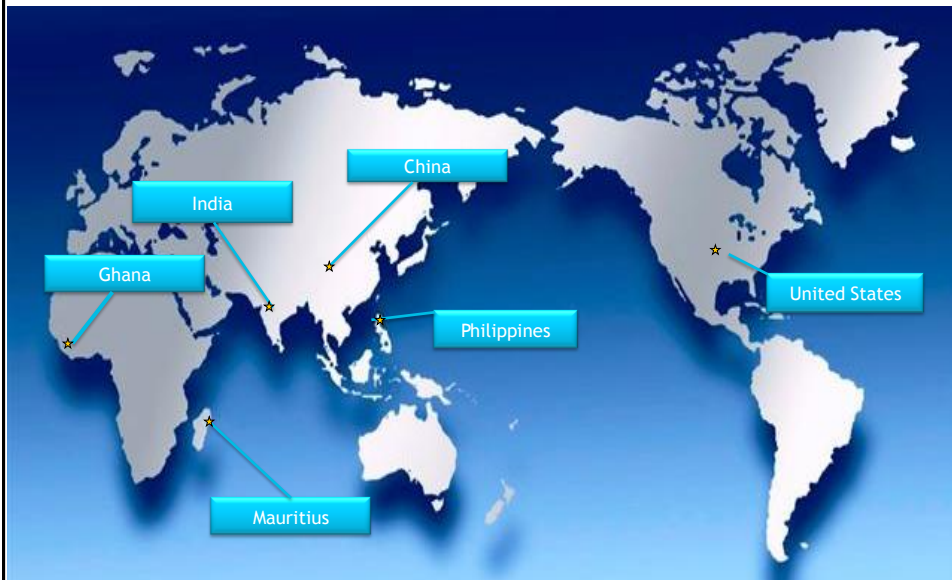 China
India
Ghana
United States
Philippines
Mauritius